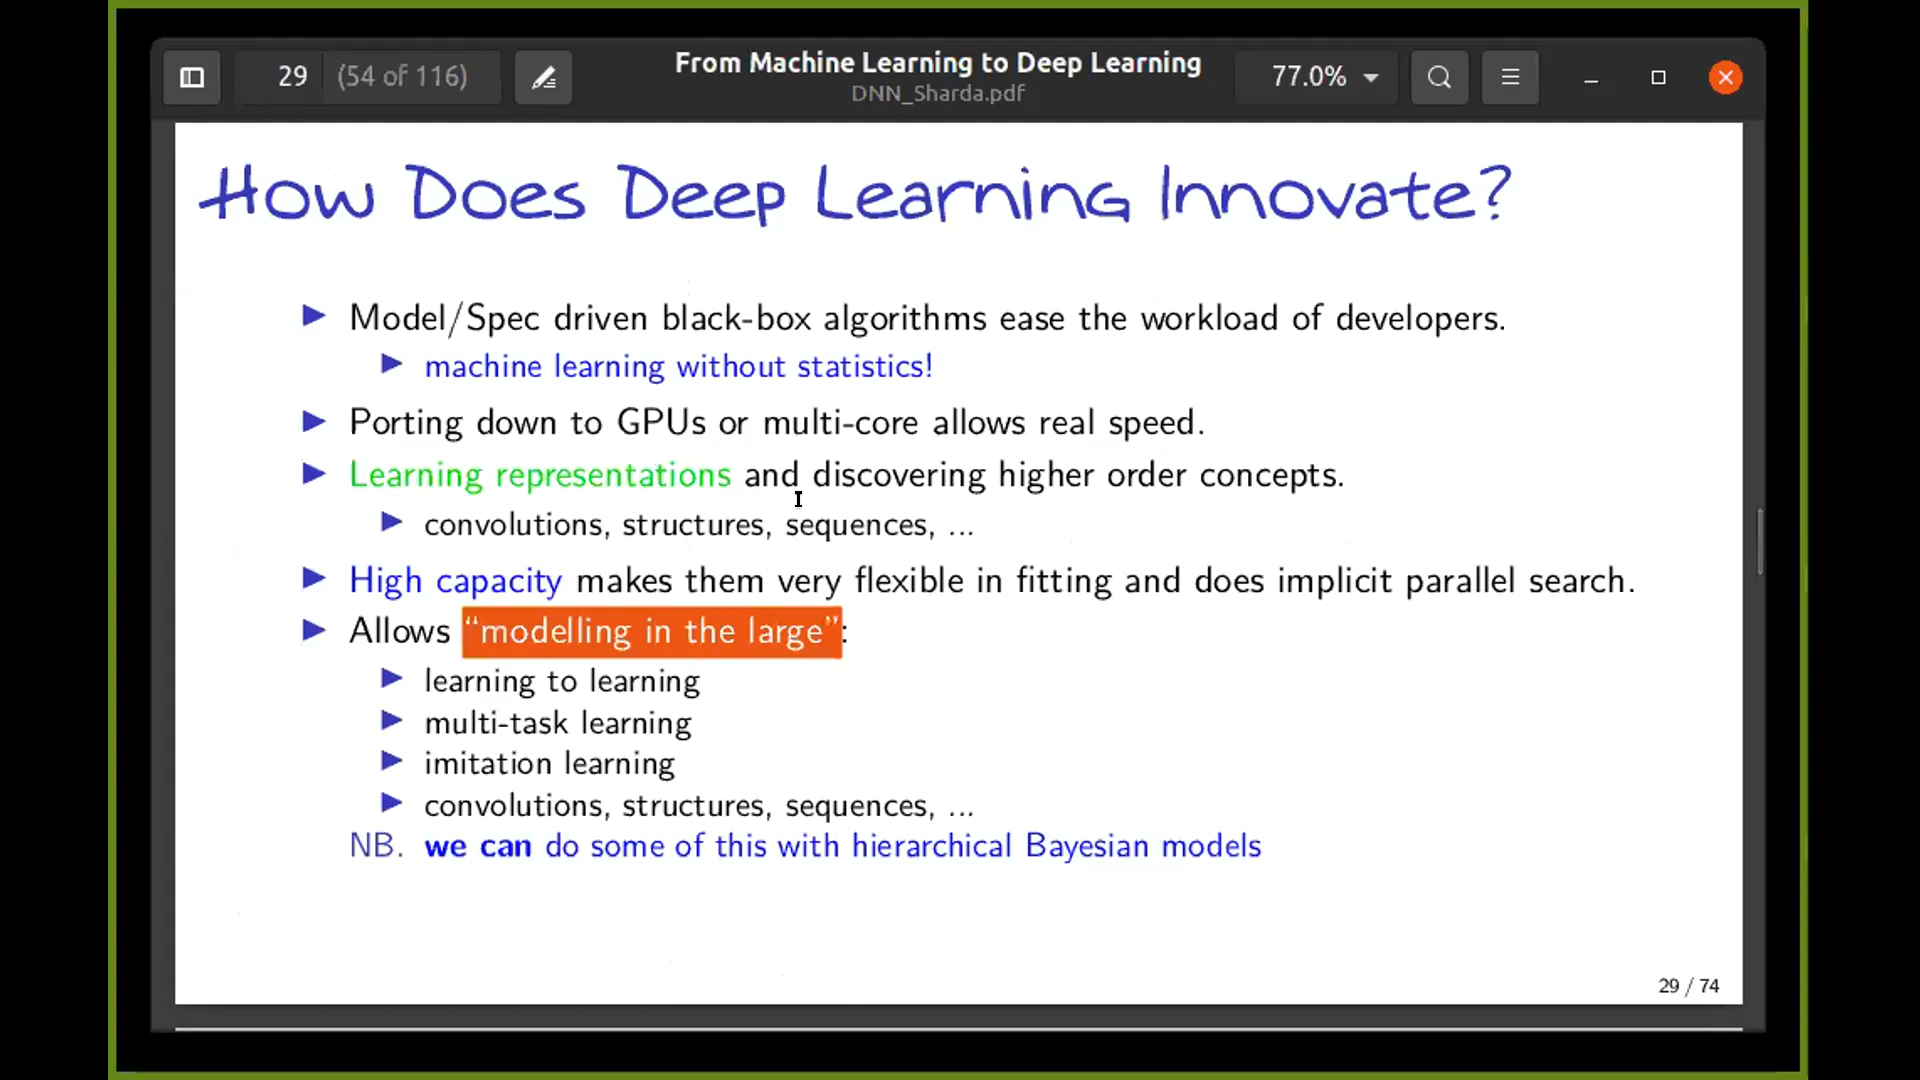 29 (54 of 116)
From Machine Learning to Deep Learning
DNN_Sharda.pdf
77.0%
How Does Deep Learning Innovate?
Model/Spec driven black-box algorithms ease the workload of developers.
machine learning without statistics!
Porting down to GPUs or multi-core allows real speed.
Learning representations and discovering higher order concepts.
convolutions, structures, sequences, ...
High capacity makes them very flexible in fitting and does implicit parallel search.
Allows “modelling in the large”:
learning to learning
multi-task learning
imitation learning
convolutions, structures, sequences, ...
NB. we can do some of this with hierarchical Bayesian models
29 / 74